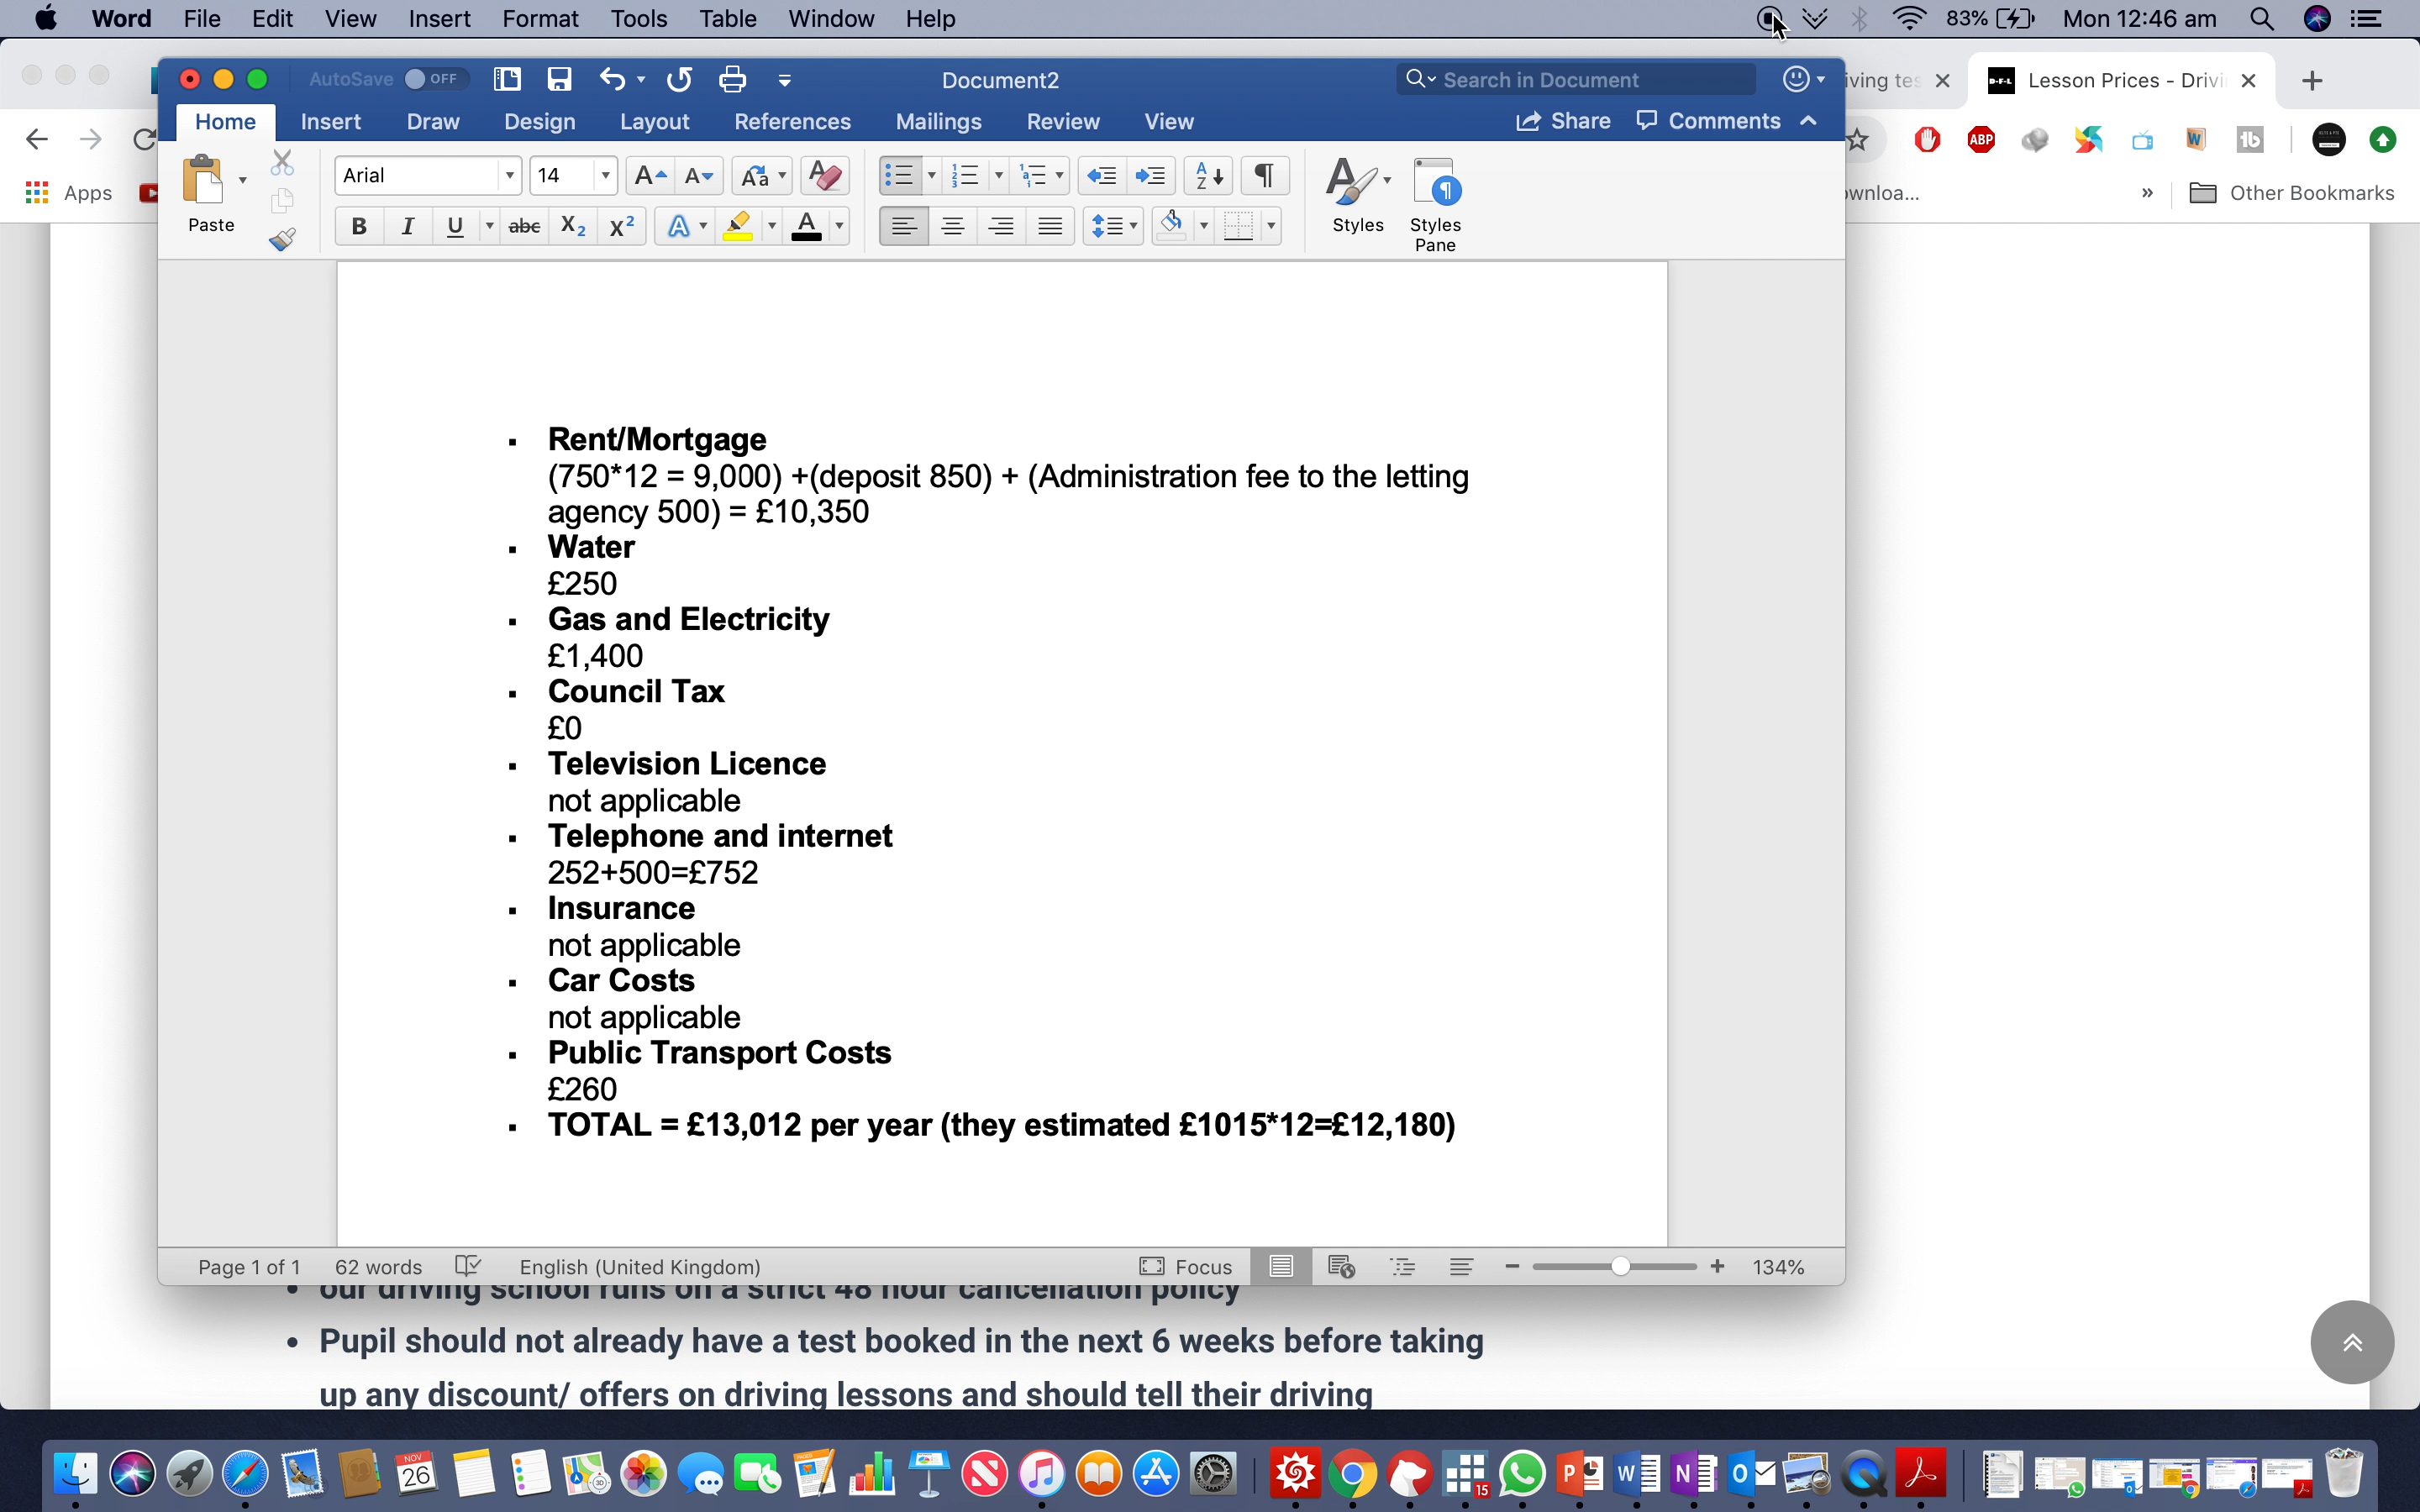 Word File Edit View Insert Format Tools Table Window Help 83% Mon 12:46 am
AutoSave OFF Document2 Search in Document
iving tes Lesson Prices - Drivi
Home Insert Draw Design Layout References Mailings Review View Share Comments
Apps
Other Bookmarks
Paste
Arial 14
Styles Styles Pane
▪ Rent/Mortgage
(750*12 = 9,000) +(deposit 850) + (Administration fee to the letting
agency 500) = £10,350
▪ Water
£250
▪ Gas and Electricity
£1,400
▪ Council Tax
£0
▪ Television Licence
not applicable
▪ Telephone and internet
252+500=£752
▪ Insurance
not applicable
▪ Car Costs
not applicable
▪ Public Transport Costs
£260
▪ TOTAL = £13,012 per year (they estimated £1015*12=£12,180)
Page 1 of 1 62 words English (United Kingdom) Focus 134%
• our driving school runs on a strict 48 hour cancellation policy
• Pupil should not already have a test booked in the next 6 weeks before taking
up any discount/ offers on driving lessons and should tell their driving
NOV
26
15